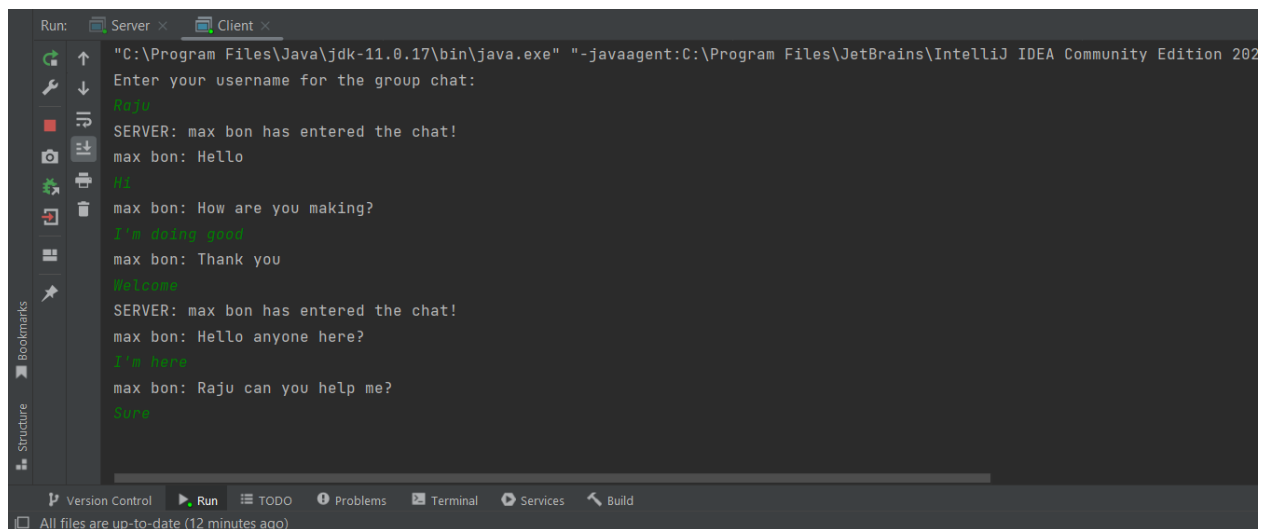 Run: Server Client
"C:\Program Files\Java\jdk-11.0.17\bin\java.exe" "-javaagent:C:\Program Files\JetBrains\IntelliJ IDEA Community Edition 202
Enter your username for the group chat:
Raju
SERVER: max bon has entered the chat!
max bon: Hello
Hi
max bon: How are you making?
I'm doing good
max bon: Thank you
Welcome
SERVER: max bon has entered the chat!
max bon: Hello anyone here?
I'm here
max bon: Raju can you help me?
Sure
Bookmarks
Structure
Version Control Run TODO Problems Terminal Services Build
All files are up-to-date (12 minutes ago)